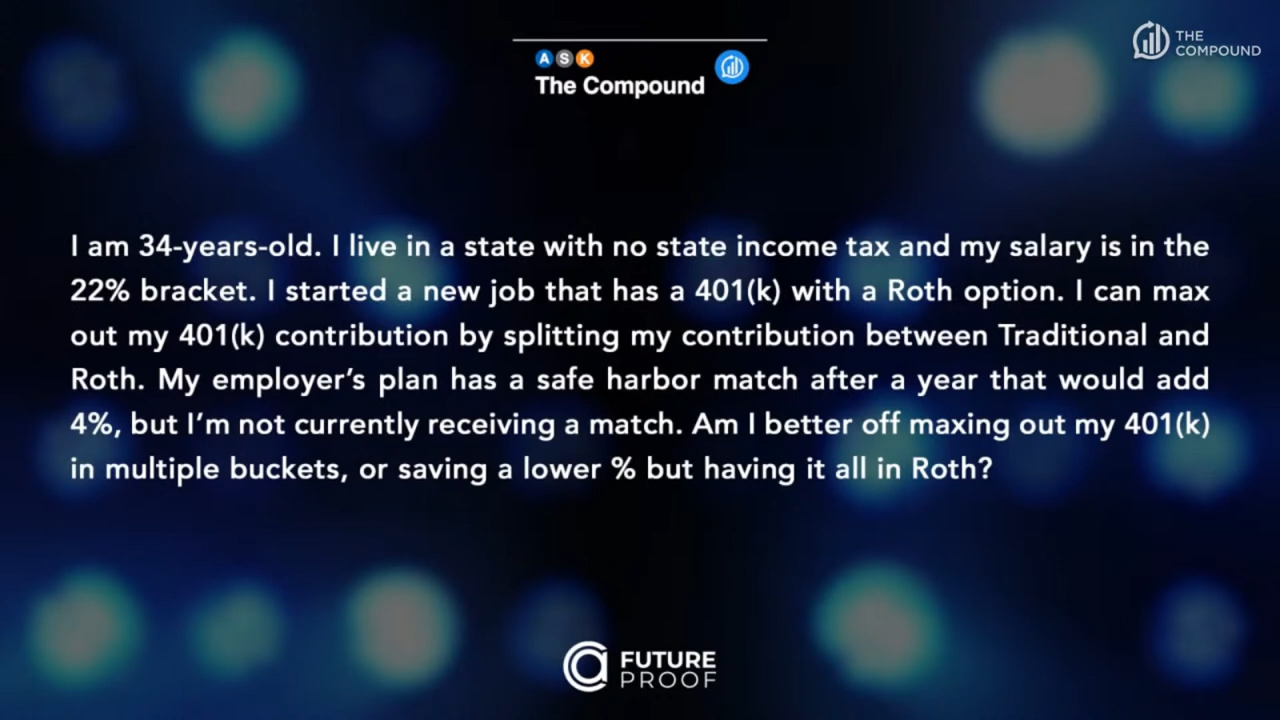 THE
COMPOUND
A S K
The Compound
I am 34-years-old. I live in a state with no state income tax and my salary is in the
22% bracket. I started a new job that has a 401(k) with a Roth option. I can max
out my 401(k) contribution by splitting my contribution between Traditional and
Roth. My employer’s plan has a safe harbor match after a year that would add
4%, but I’m not currently receiving a match. Am I better off maxing out my 401(k)
in multiple buckets, or saving a lower % but having it all in Roth?
FUTURE
PROOF